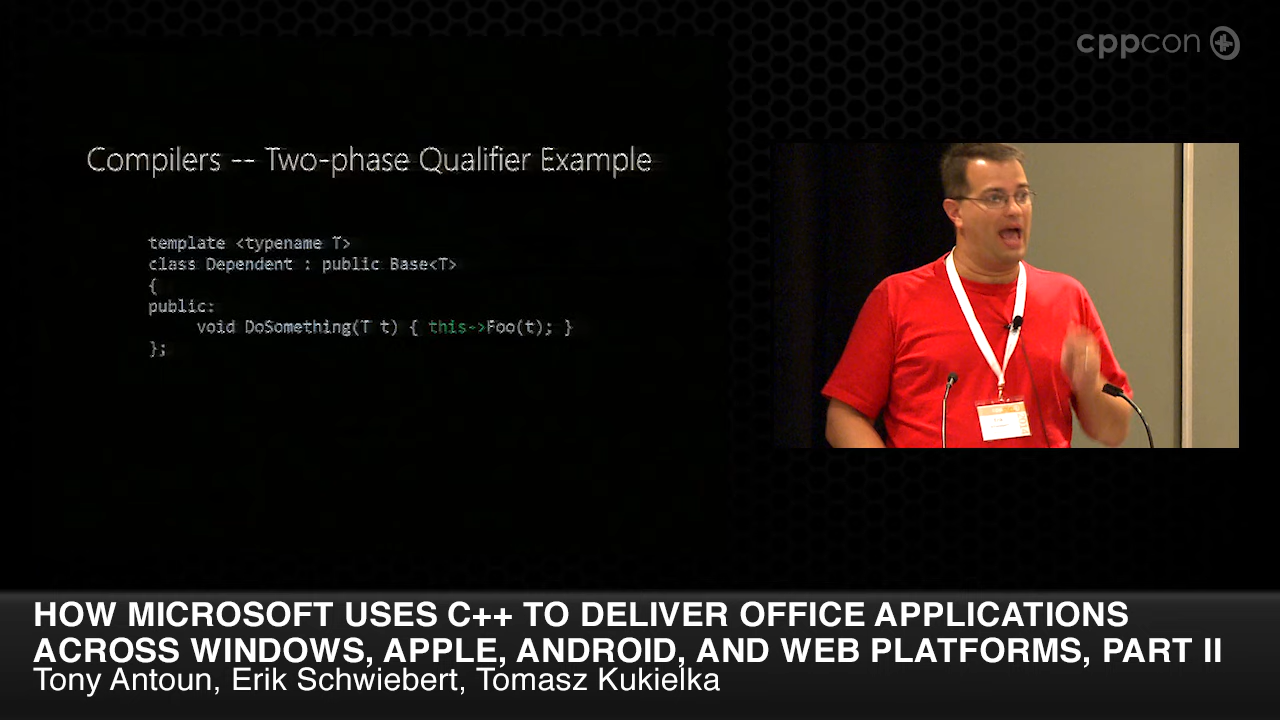 cppcon
Compilers -- Two-phase Qualifier Example
template <typename T>
class Dependent : public Base<T>
{
public:
void DoSomething(T t) { this->Foo(t); }
};
HOW MICROSOFT USES C++ TO DELIVER OFFICE APPLICATIONS
ACROSS WINDOWS, APPLE, ANDROID, AND WEB PLATFORMS, PART II
Tony Antoun, Erik Schwiebert, Tomasz Kukielka